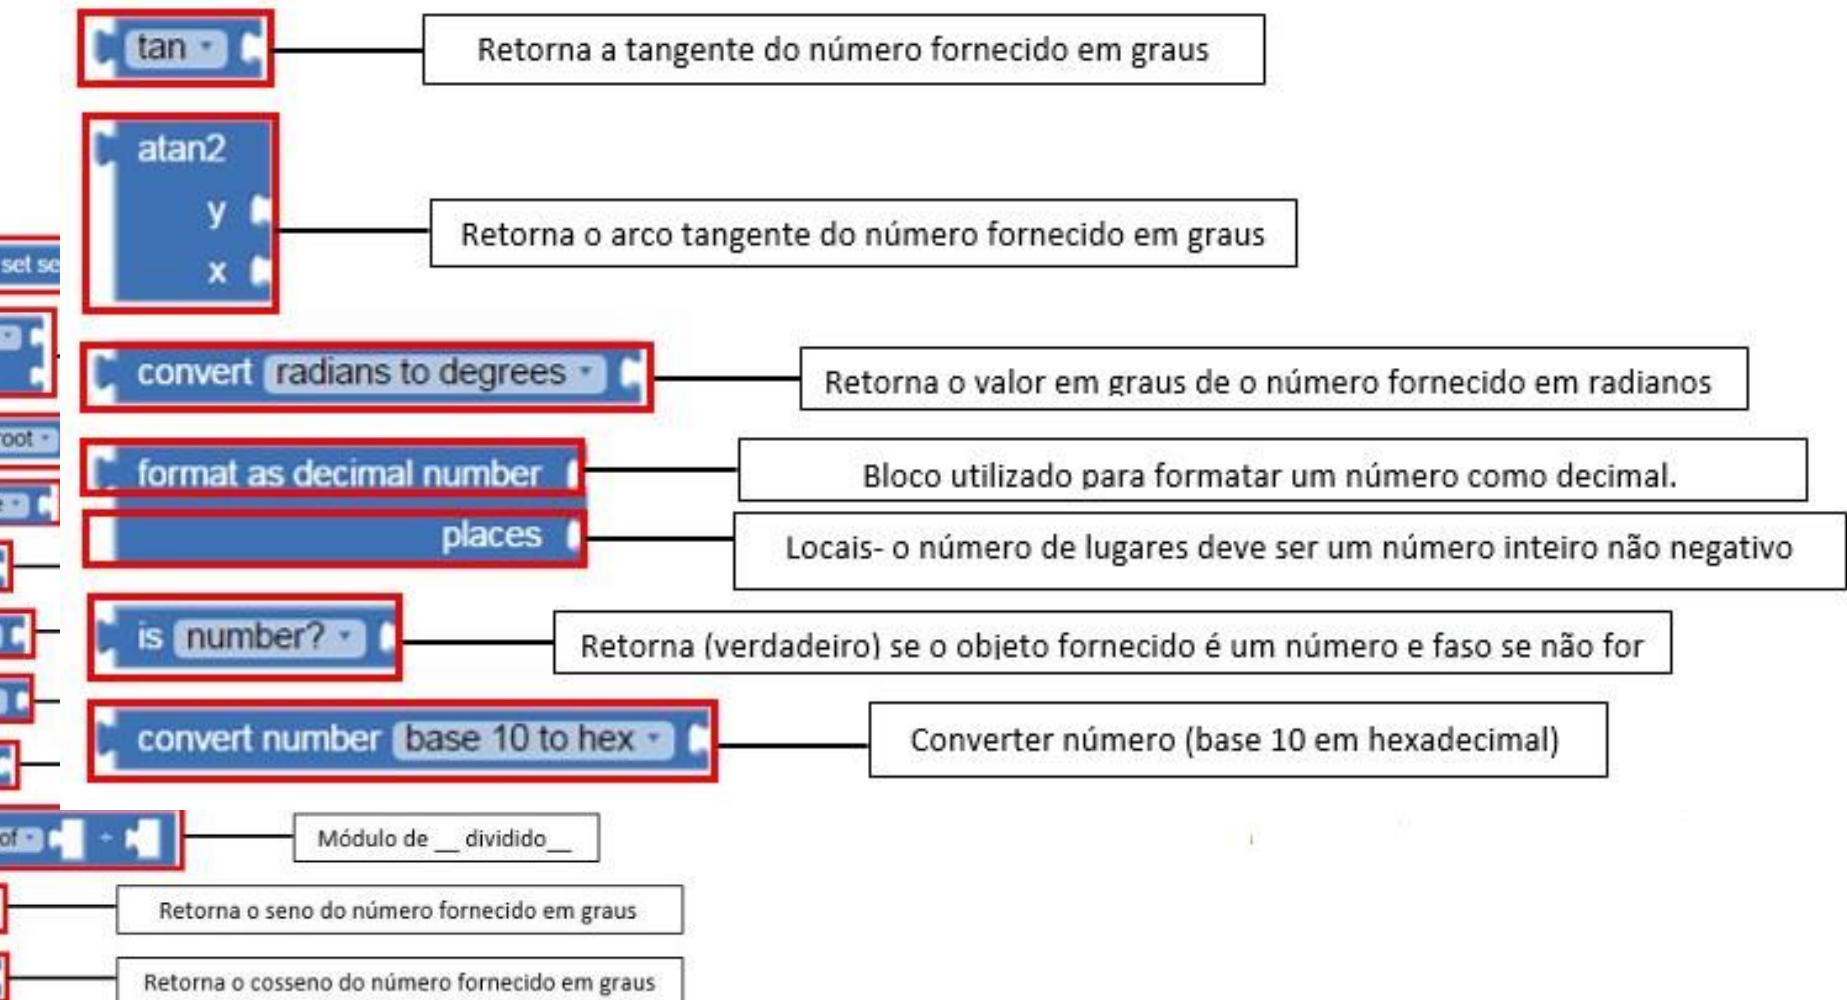 tan
Retorna a tangente do número fornecido em graus
atan2
y
x
Retorna o arco tangente do número fornecido em graus
set se
convert radians to degrees
Retorna o valor em graus de o número fornecido em radianos
root
format as decimal number
Bloco utilizado para formatar um número como decimal.
places
Locais- o número de lugares deve ser um número inteiro não negativo
is number?
Retorna (verdadeiro) se o objeto fornecido é um número e faso se não for
convert number base 10 to hex
Converter número (base 10 em hexadecimal)
of ÷
Módulo de __ dividido__
Retorna o seno do número fornecido em graus
Retorna o cosseno do número fornecido em graus